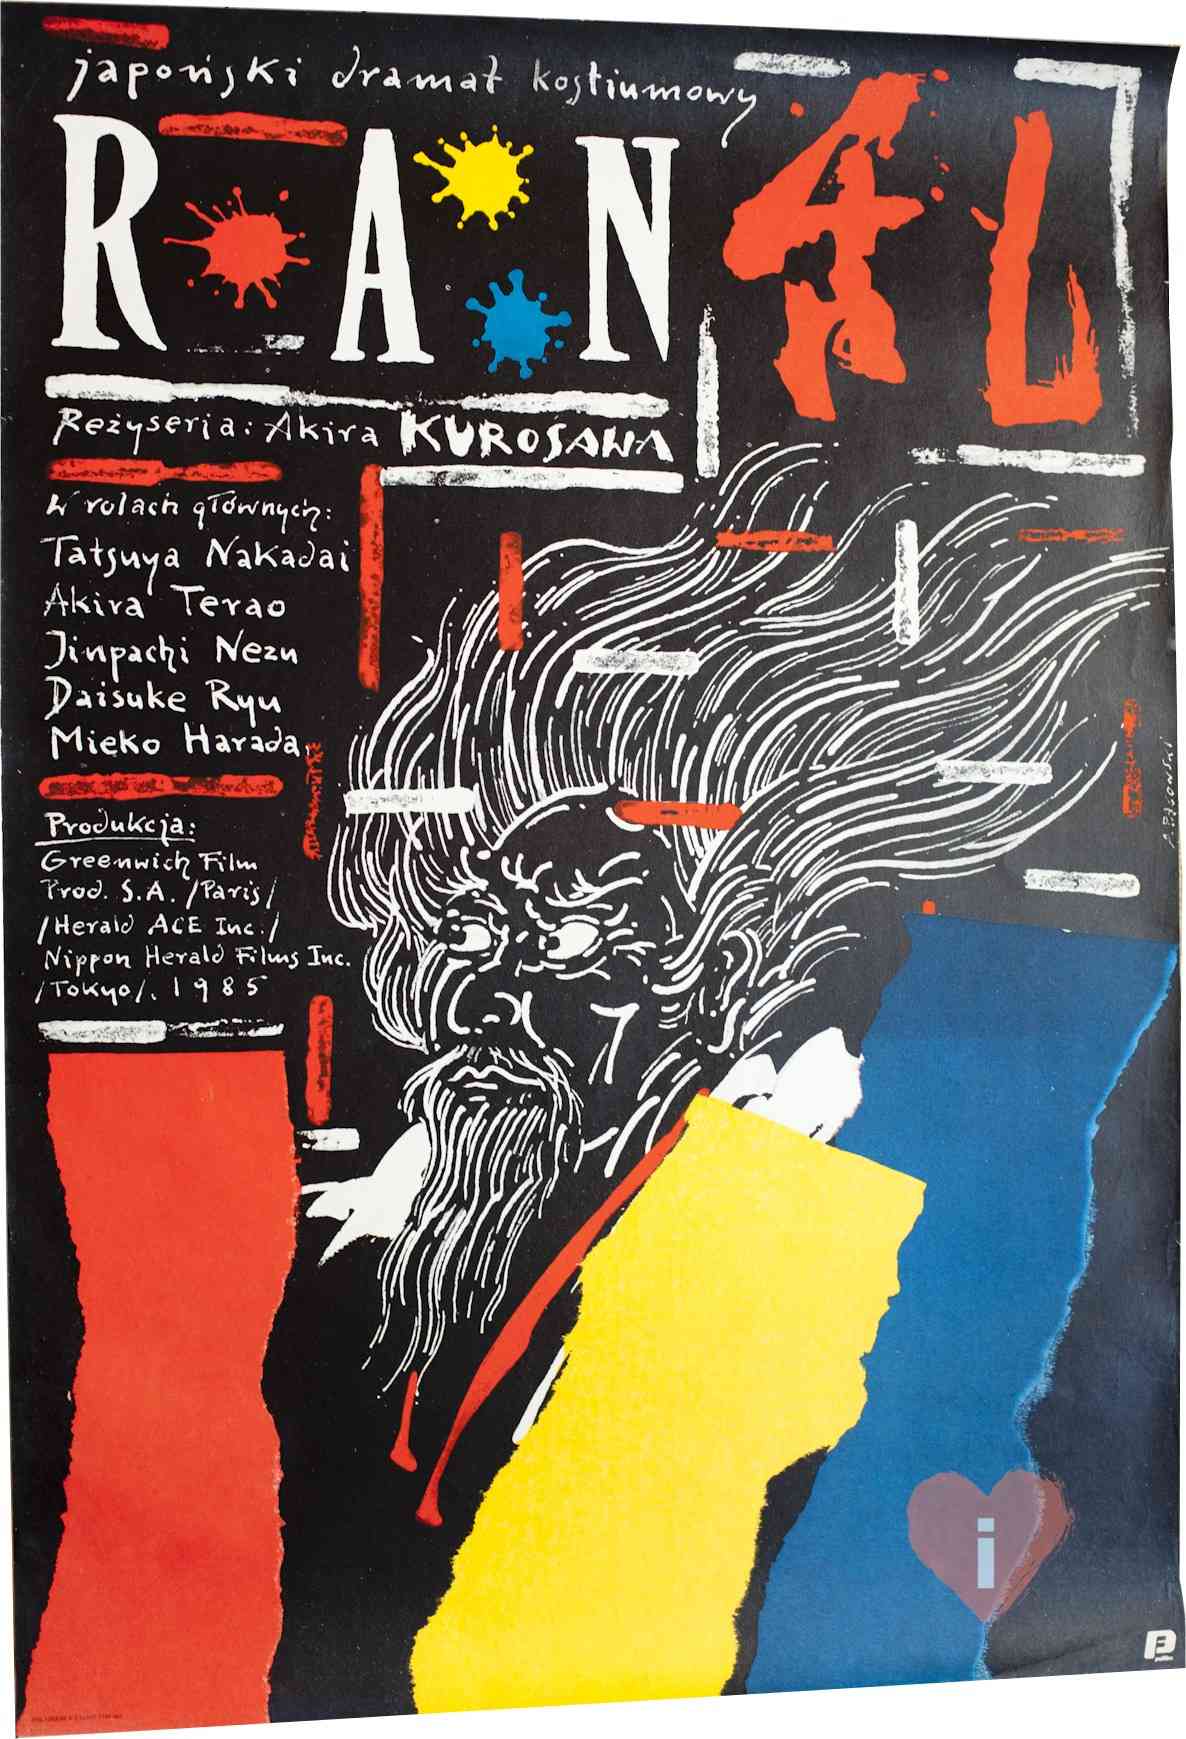 japoński dramat kostiumowy
RAN
乱
Reżyseria: Akira KUROSAWA
W rolach głównych:
Tatsuya Nakadai
Akira Terao
Jinpachi Nezu
Daisuke Ryu
Mieko Harada
Produkcja:
Greenwich Film
Prod. S.A. /Paris/
/Herald ACE Inc./
Nippon Herald Films Inc.
/Tokyo/, 1985
i